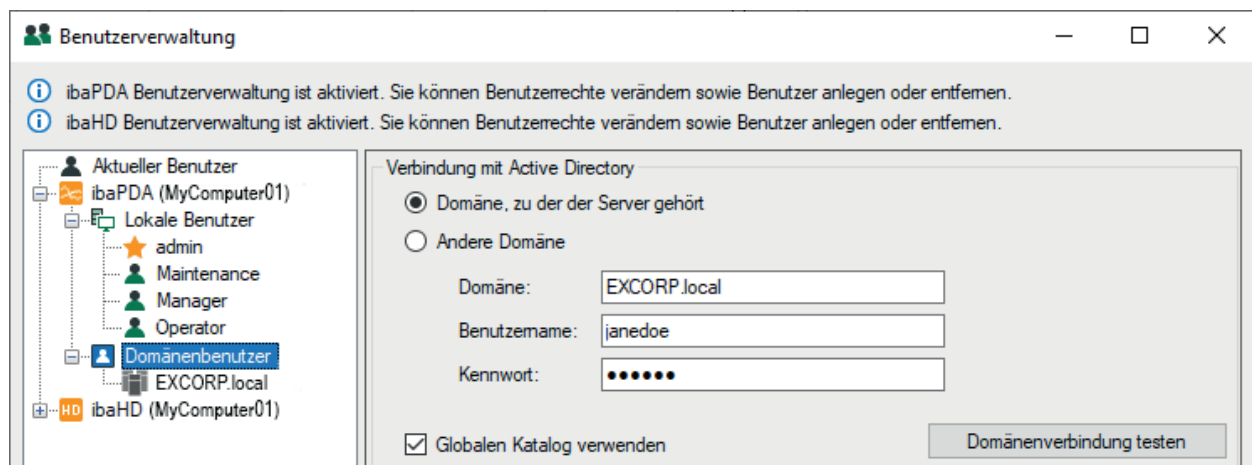 Benutzerverwaltung
ibaPDA Benutzerverwaltung ist aktiviert. Sie können Benutzerrechte verändern sowie Benutzer anlegen oder entfernen.
ibaHD Benutzerverwaltung ist aktiviert. Sie können Benutzerrechte verändern sowie Benutzer anlegen oder entfernen.
Aktueller Benutzer
ibaPDA (MyComputer01)
Lokale Benutzer
admin
Maintenance
Manager
Operator
Domänenbenutzer
EXCORP.local
HD ibaHD (MyComputer01)
Verbindung mit Active Directory
Domäne, zu der der Server gehört
Andere Domäne
Domäne: EXCORP.local
Benutzername: janedoe
Kennwort: ●●●●●●
Globalen Katalog verwenden
Domänenverbindung testen